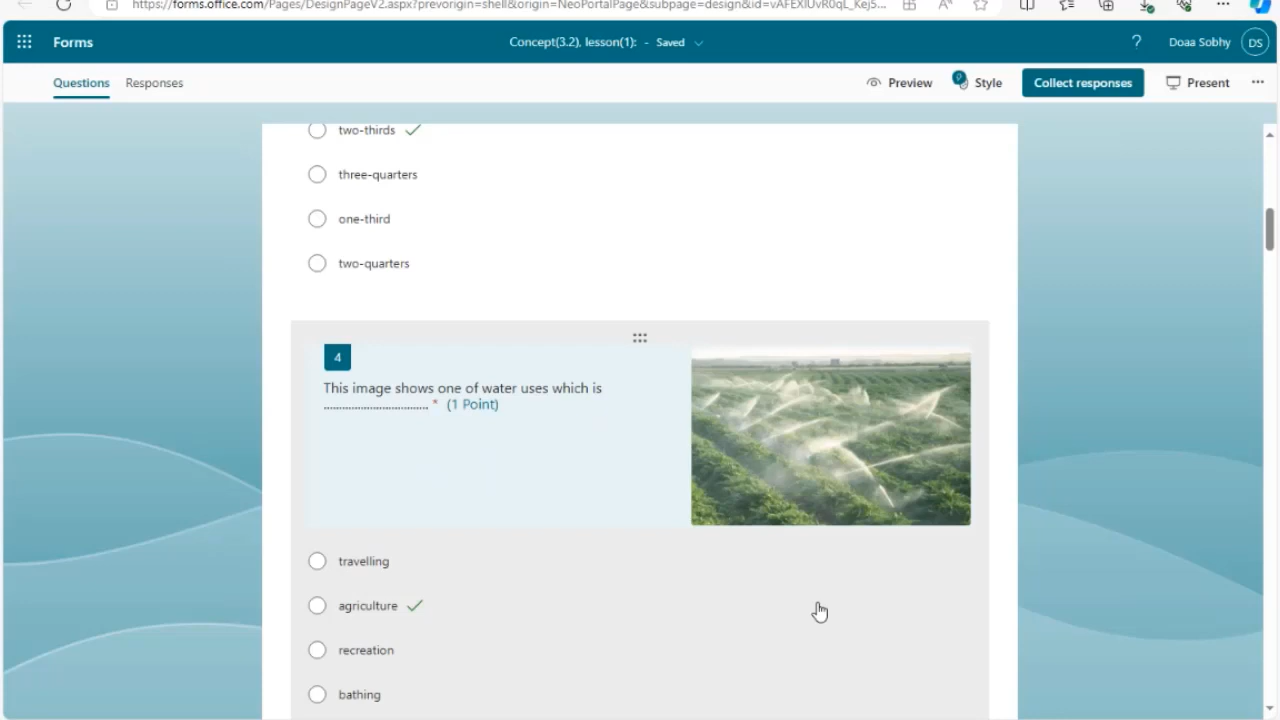 https://forms.office.com/Pages/DesignPageV2.aspx?prevorigin=shell&origin=NeoPortalPage&subpage=design&id=vAFEXlUvR0qL_Kej5...
Forms
Concept(3.2), lesson(1): - Saved
? Doaa Sobhy DS
Questions Responses
Preview Style Collect responses Present ...
two-thirds
three-quarters
one-third
two-quarters
4
This image shows one of water uses which is
................................... * (1 Point)
travelling
agriculture
recreation
bathing